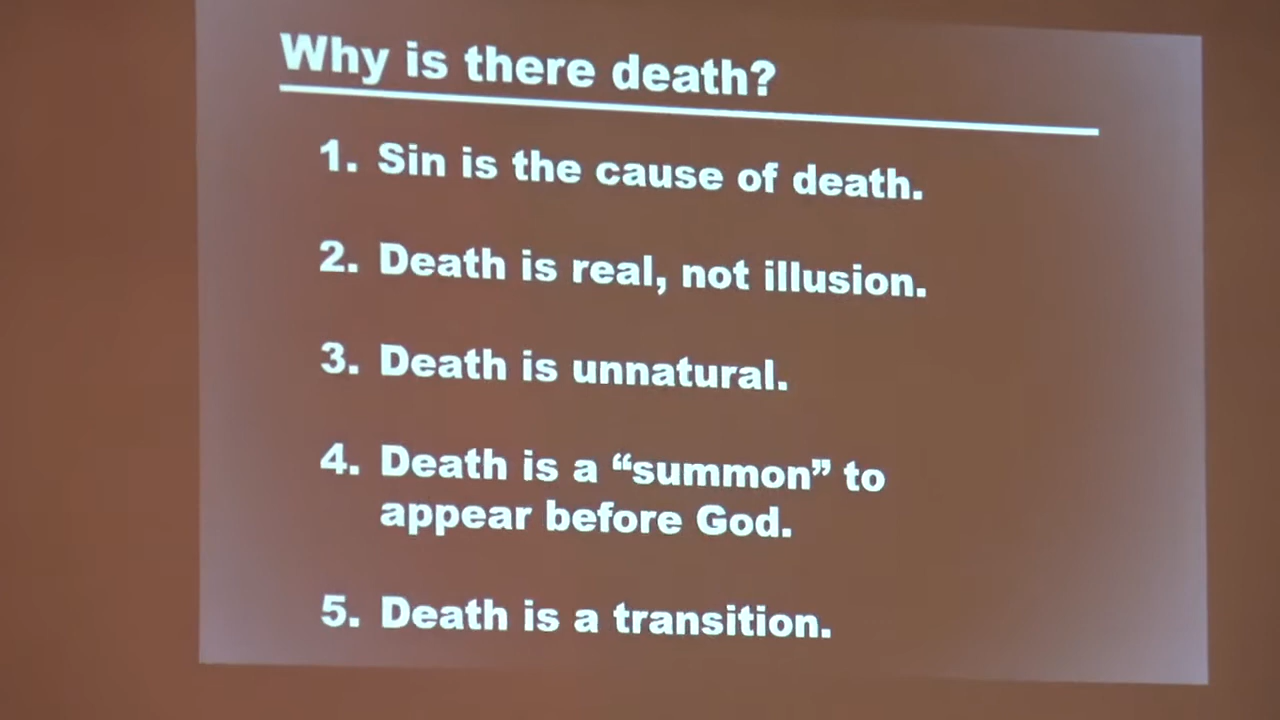 Why is there death?
1. Sin is the cause of death.
2. Death is real, not illusion.
3. Death is unnatural.
4. Death is a “summon” to
appear before God.
5. Death is a transition.